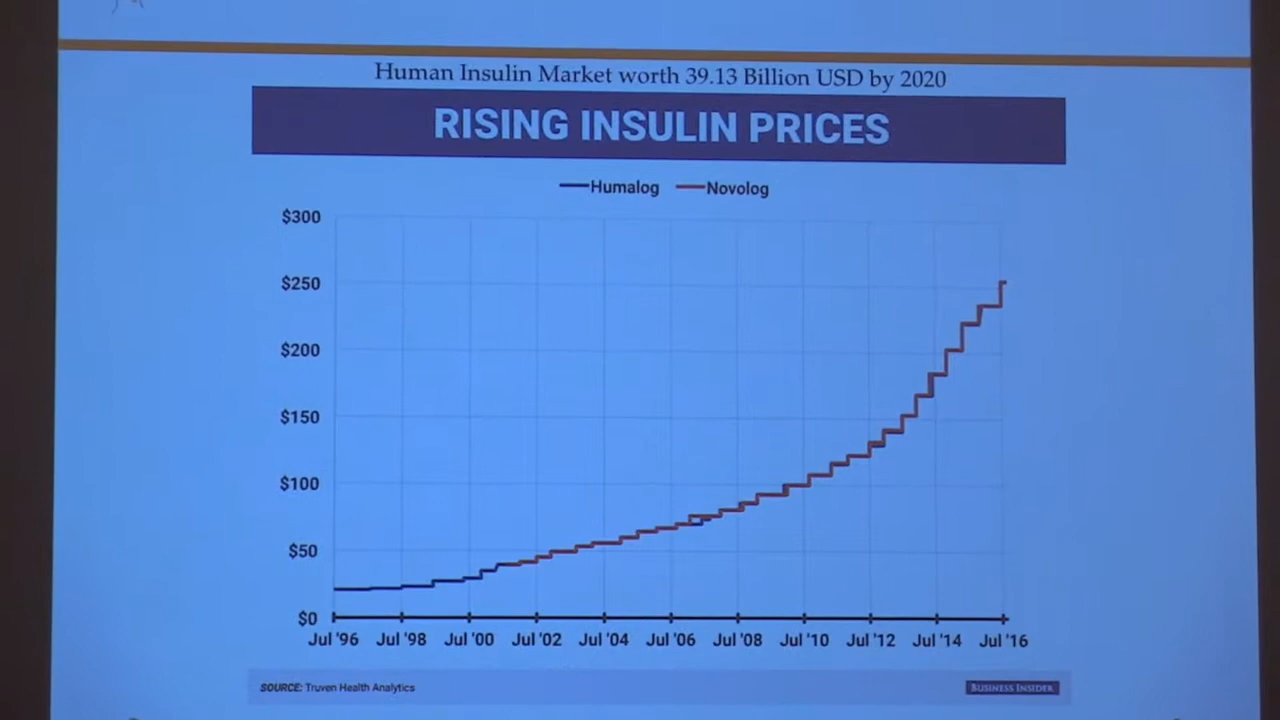 Human Insulin Market worth 39.13 Billion USD by 2020
RISING INSULIN PRICES
Humalog Novolog
$300
$250
$200
$150
$100
$50
$0
Jul '96 Jul '98 Jul '00 Jul '02 Jul '04 Jul '06 Jul '08 Jul '10 Jul '12 Jul '14 Jul '16
SOURCE: Truven Health Analytics
BUSINESS INSIDER